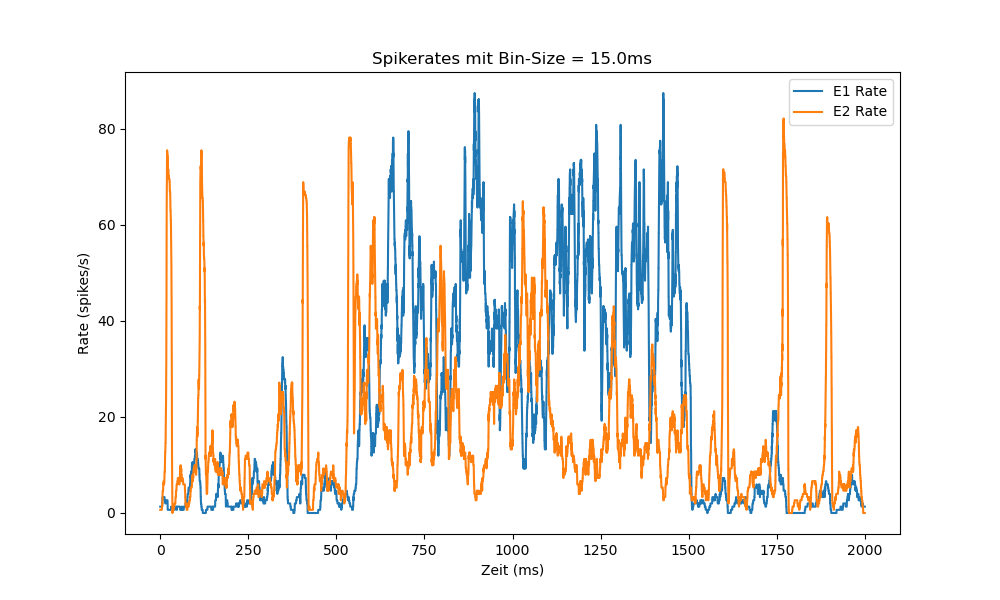 Spikerates mit Bin-Size = 15.0ms
E1 Rate
E2 Rate
Rate (spikes/s)
80
60
40
20
0
0 250 500 750 1000 1250 1500 1750 2000
Zeit (ms)